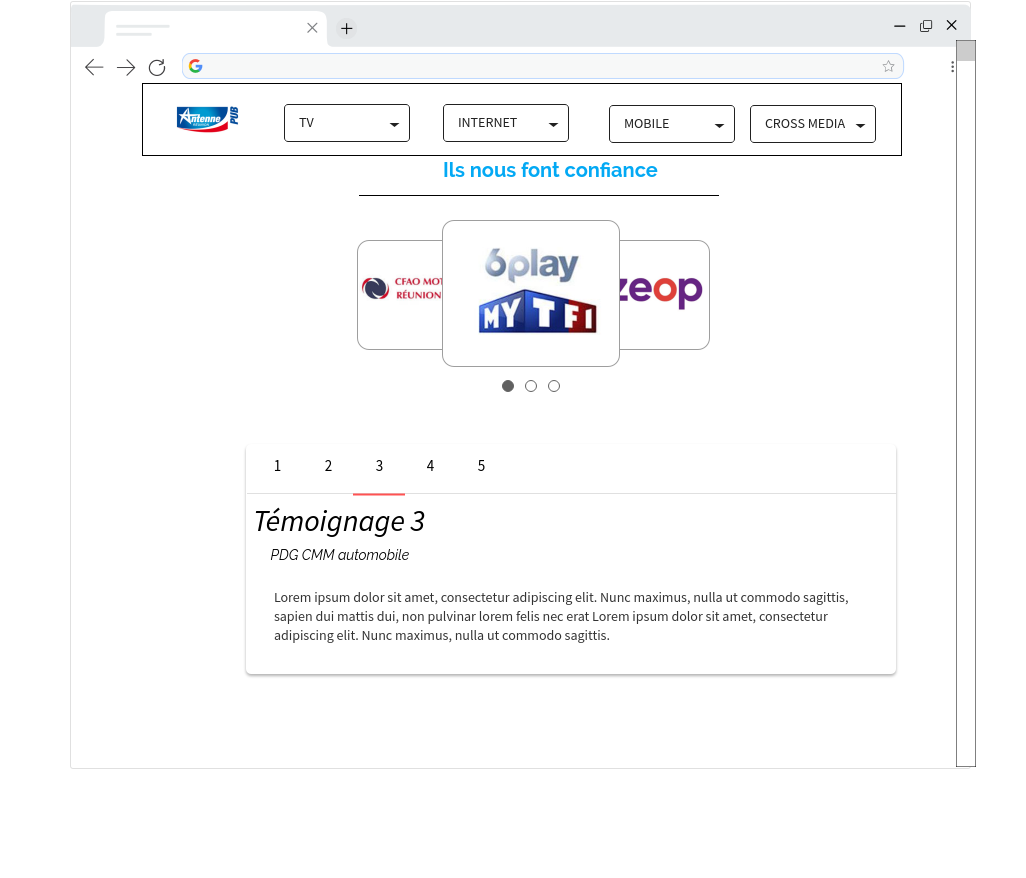 Antenne
RÉUNION
PUB
TV
INTERNET
MOBILE
CROSS MEDIA
Ils nous font confiance
CFAO MOT
RÉUNION
6play
MYTF1
zeop
1
2
3
4
5
Témoignage 3
PDG CMM automobile
Lorem ipsum dolor sit amet, consectetur adipiscing elit. Nunc maximus, nulla ut commodo sagittis,
sapien dui mattis dui, non pulvinar lorem felis nec erat Lorem ipsum dolor sit amet, consectetur
adipiscing elit. Nunc maximus, nulla ut commodo sagittis.